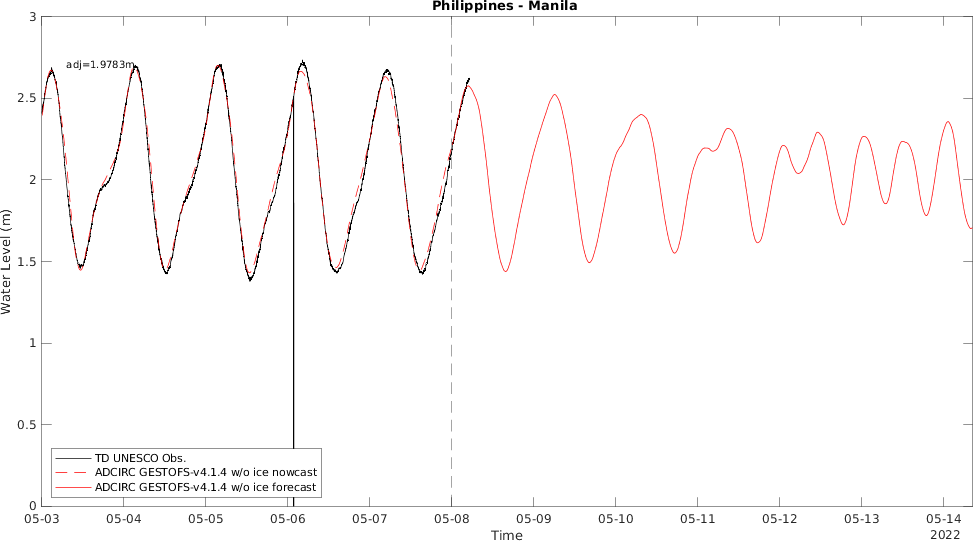 Philippines - Manila
adj=1.9783m
Water Level (m)
3
2.5
2
1.5
1
0.5
0
TD UNESCO Obs.
ADCIRC GESTOFS-v4.1.4 w/o ice nowcast
ADCIRC GESTOFS-v4.1.4 w/o ice forecast
05-03 05-04 05-05 05-06 05-07 05-08 05-09 05-10 05-11 05-12 05-13 05-14
Time
2022